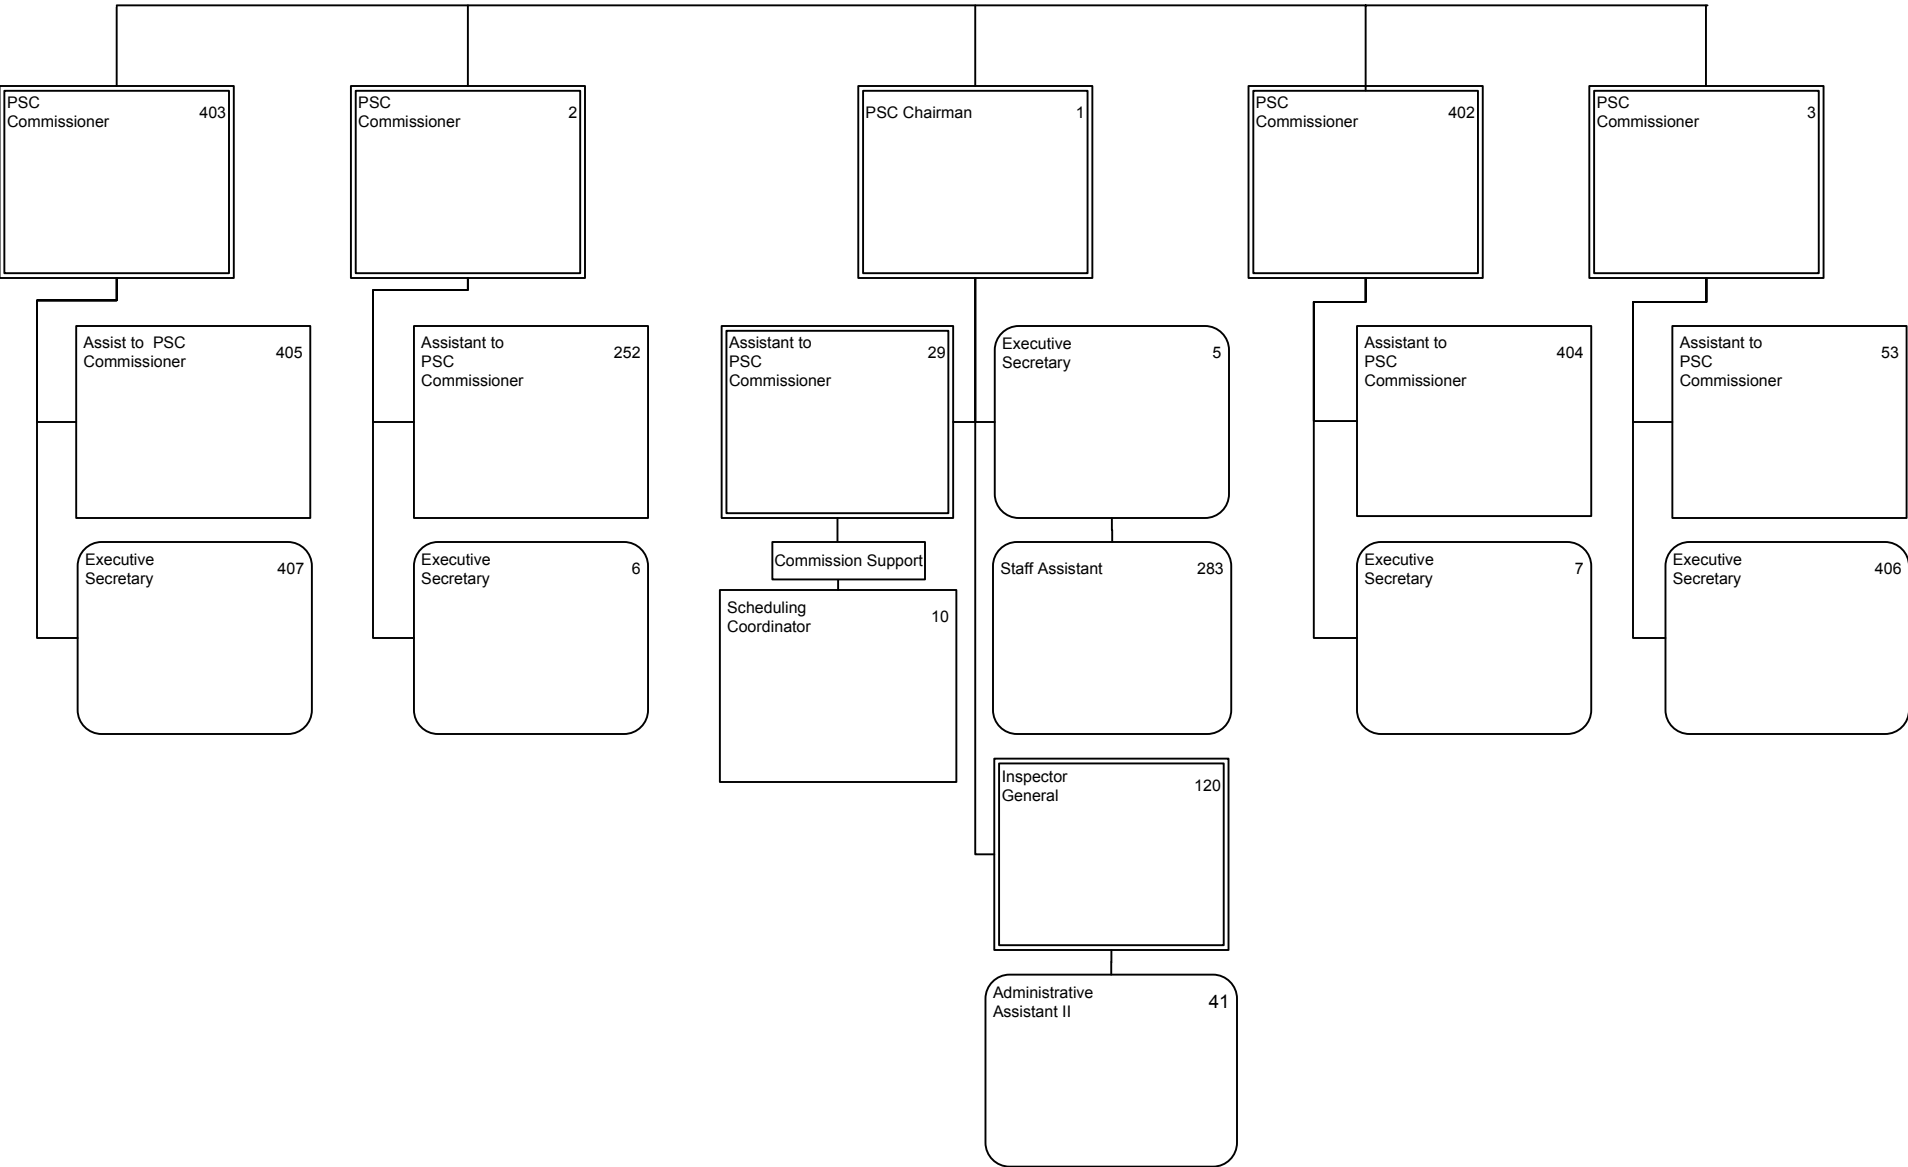 PSC
Commissioner
403
PSC
Commissioner
2
PSC Chairman
1
PSC
Commissioner
402
PSC
Commissioner
3
Assist to  PSC
Commissioner
405
Assistant to
PSC
Commissioner
252
Assistant to
PSC
Commissioner
29
Executive
Secretary
5
Assistant to
PSC
Commissioner
404
Assistant to
PSC
Commissioner
53
Executive
Secretary
407
Executive
Secretary
6
Commission Support
Scheduling
Coordinator
10
Staff Assistant
283
Executive
Secretary
7
Executive
Secretary
406
Inspector
General
120
Administrative
Assistant II
41